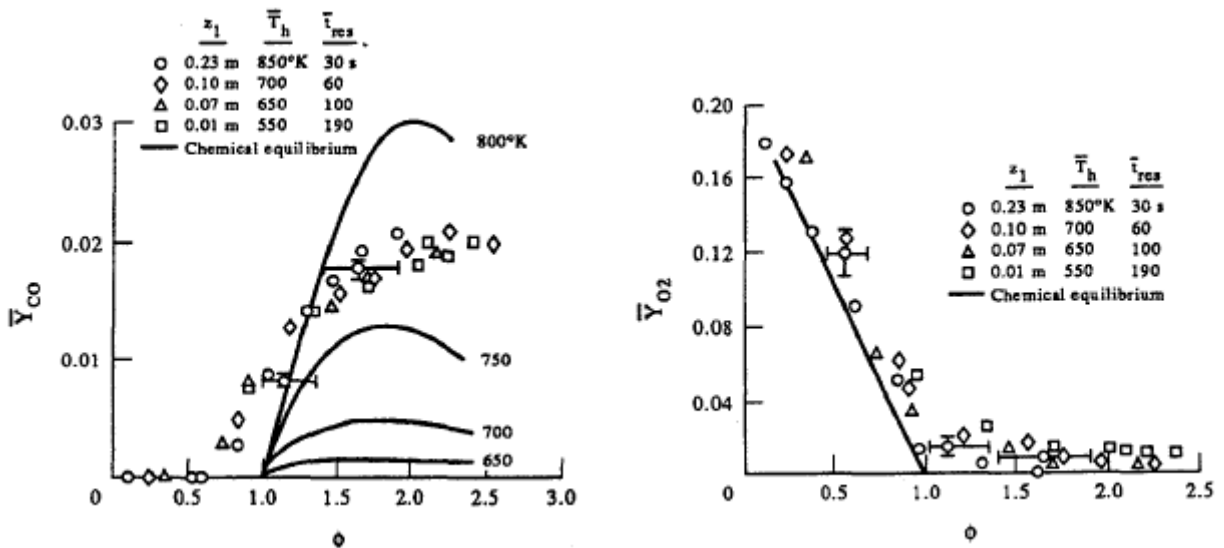 z₁ T̿ₕ t̄res
○ 0.23 m 850°K 30 s
◇ 0.10 m 700 60
△ 0.07 m 650 100
□ 0.01 m 550 190
Chemical equilibrium
0.03
0.02
0.01
0
800°K
750
700
650
Y̿CO
0.5 1.0 1.5 2.0 2.5 3.0
Φ
0.20
0.16
0.12
0.08
0.04
z₁ T̿ₕ t̄res
○ 0.23 m 850°K 30 s
◇ 0.10 m 700 60
△ 0.07 m 650 100
□ 0.01 m 550 190
Chemical equilibrium
Y̿O2
0 0.5 1.0 1.5 2.0 2.5
Φ